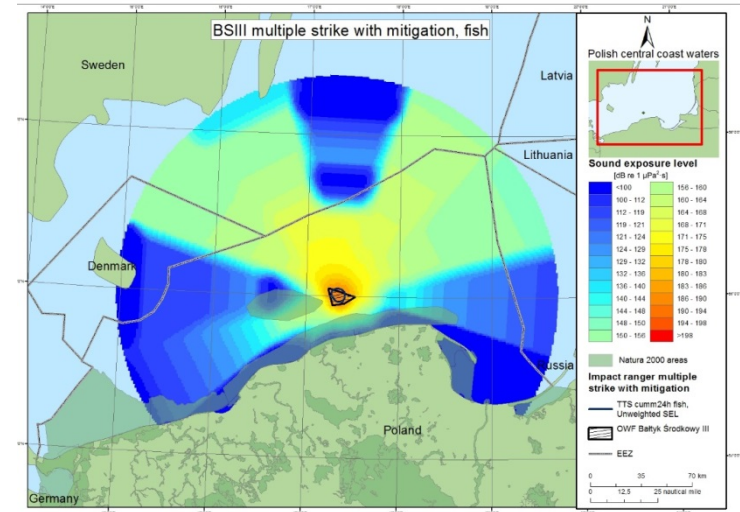 BSIII multiple strike with mitigation, fish
Sweden
Latvia
Lithuania
Denmark
Russia
Poland
Germany
N
Polish central coast waters
Sound exposure level
[dB re 1 µPa²·s]
<100
100 - 112
112 - 119
119 - 121
121 - 124
124 - 129
129 - 132
132 - 136
136 - 140
140 - 144
144 - 148
148 - 150
150 - 156
156 - 160
160 - 164
164 - 168
168 - 171
171 - 175
175 - 178
178 - 180
180 - 183
183 - 186
186 - 190
190 - 194
194 - 198
>198
Natura 2000 areas
Impact ranger multiple
strike with mitigation
TTS cumm24h fish,
Unweighted SEL
OWF Bałtyk Środkowy III
EEZ
0 35 70 km
0 12,5 25 nautical mile